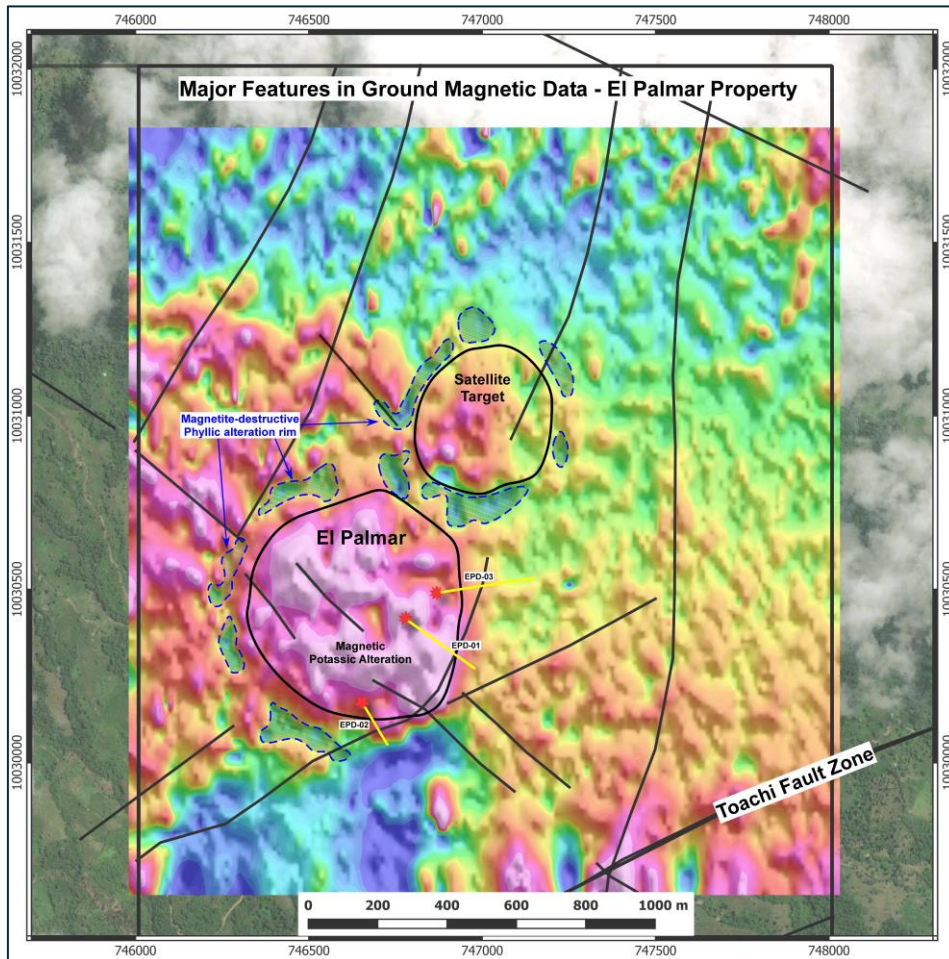 746000 746500 747000 747500 748000
10032000
10032000
Major Features in Ground Magnetic Data - El Palmar Property
10031500
10031500
Satellite
Target
10031000
10031000
Magnetite-destructive
Phyllic alteration rim
El Palmar
EPD-03
10030500
10030500
EPD-01
Magnetic
Potassic Alteration
EPD-02
10030000
10030000
Toachi Fault Zone
0 200 400 600 800 1000 m
746000 746500 747000 747500 748000